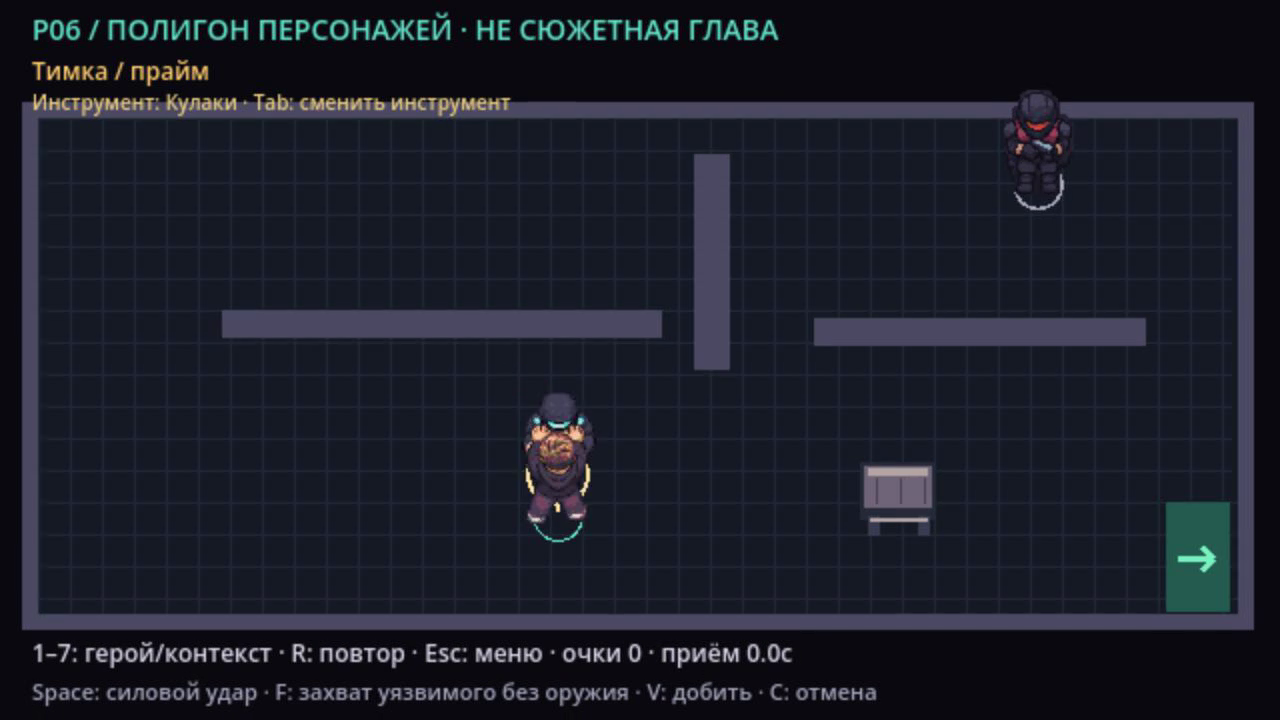 P06 / ПОЛИГОН ПЕРСОНАЖЕЙ · НЕ СЮЖЕТНАЯ ГЛАВА
Тимка / прайм
Инструмент: Кулаки · Tab: сменить инструмент
→
1–7: герой/контекст · R: повтор · Esc: меню · очки 0 · приём 0.0с
Space: силовой удар · F: захват уязвимого без оружия · V: добить · C: отмена